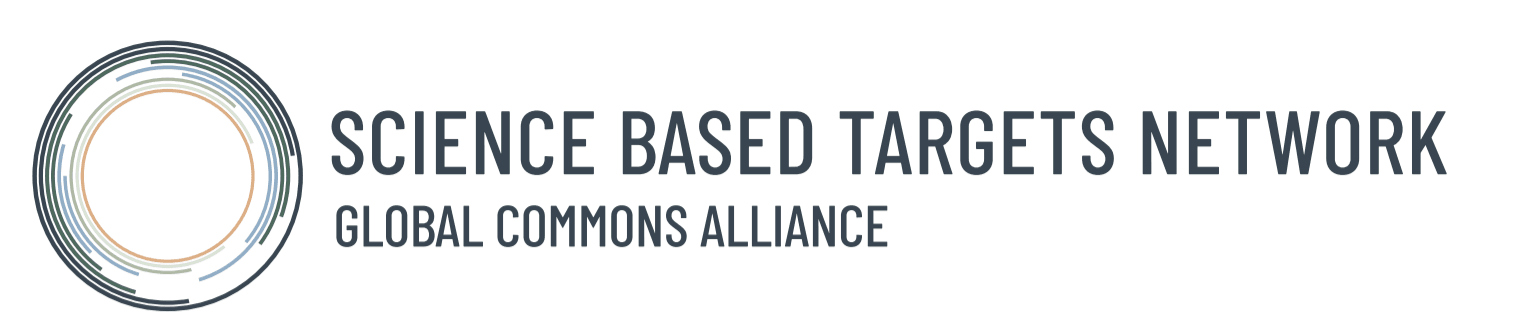 SCIENCE BASED TARGETS NETWORK
GLOBAL COMMONS ALLIANCE